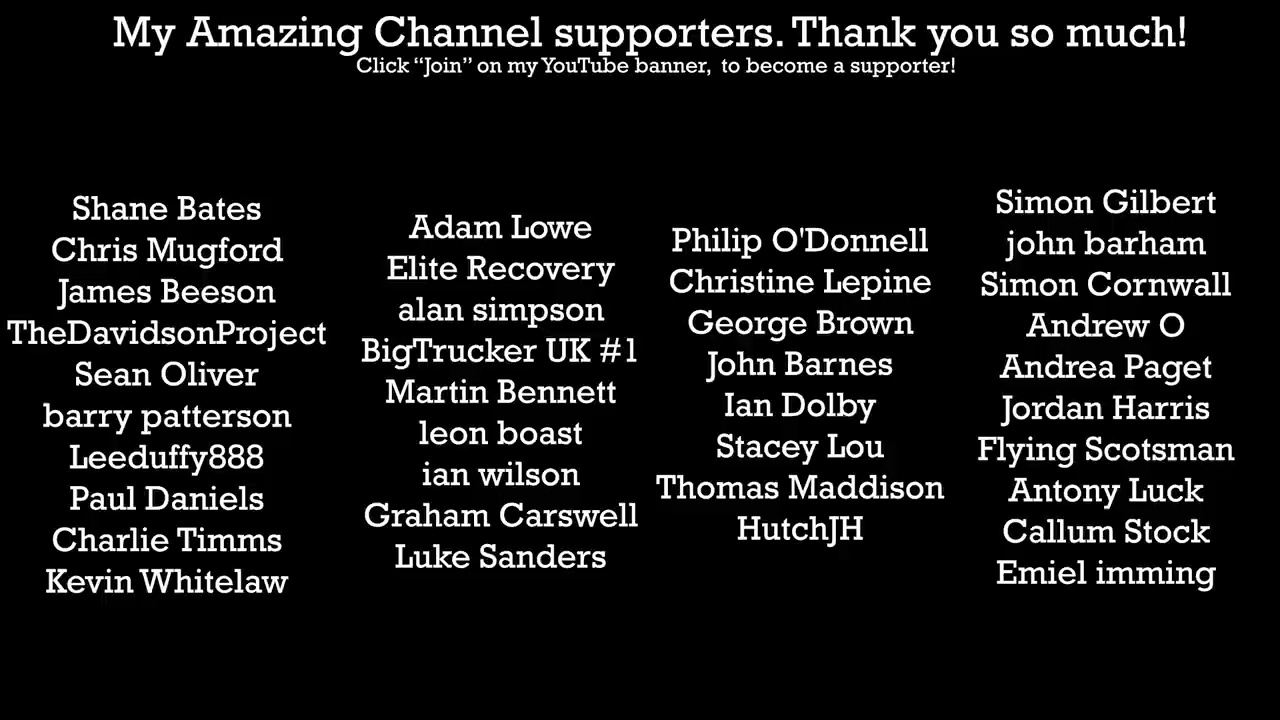 My Amazing Channel supporters. Thank you so much!
Click “Join” on my YouTube banner, to become a supporter!
Shane Bates
Chris Mugford
James Beeson
TheDavidsonProject
Sean Oliver
barry patterson
Leeduffy888
Paul Daniels
Charlie Timms
Kevin Whitelaw
Adam Lowe
Elite Recovery
alan simpson
BigTrucker UK #1
Martin Bennett
leon boast
ian wilson
Graham Carswell
Luke Sanders
Philip O'Donnell
Christine Lepine
George Brown
John Barnes
Ian Dolby
Stacey Lou
Thomas Maddison
HutchJH
Simon Gilbert
john barham
Simon Cornwall
Andrew O
Andrea Paget
Jordan Harris
Flying Scotsman
Antony Luck
Callum Stock
Emiel imming